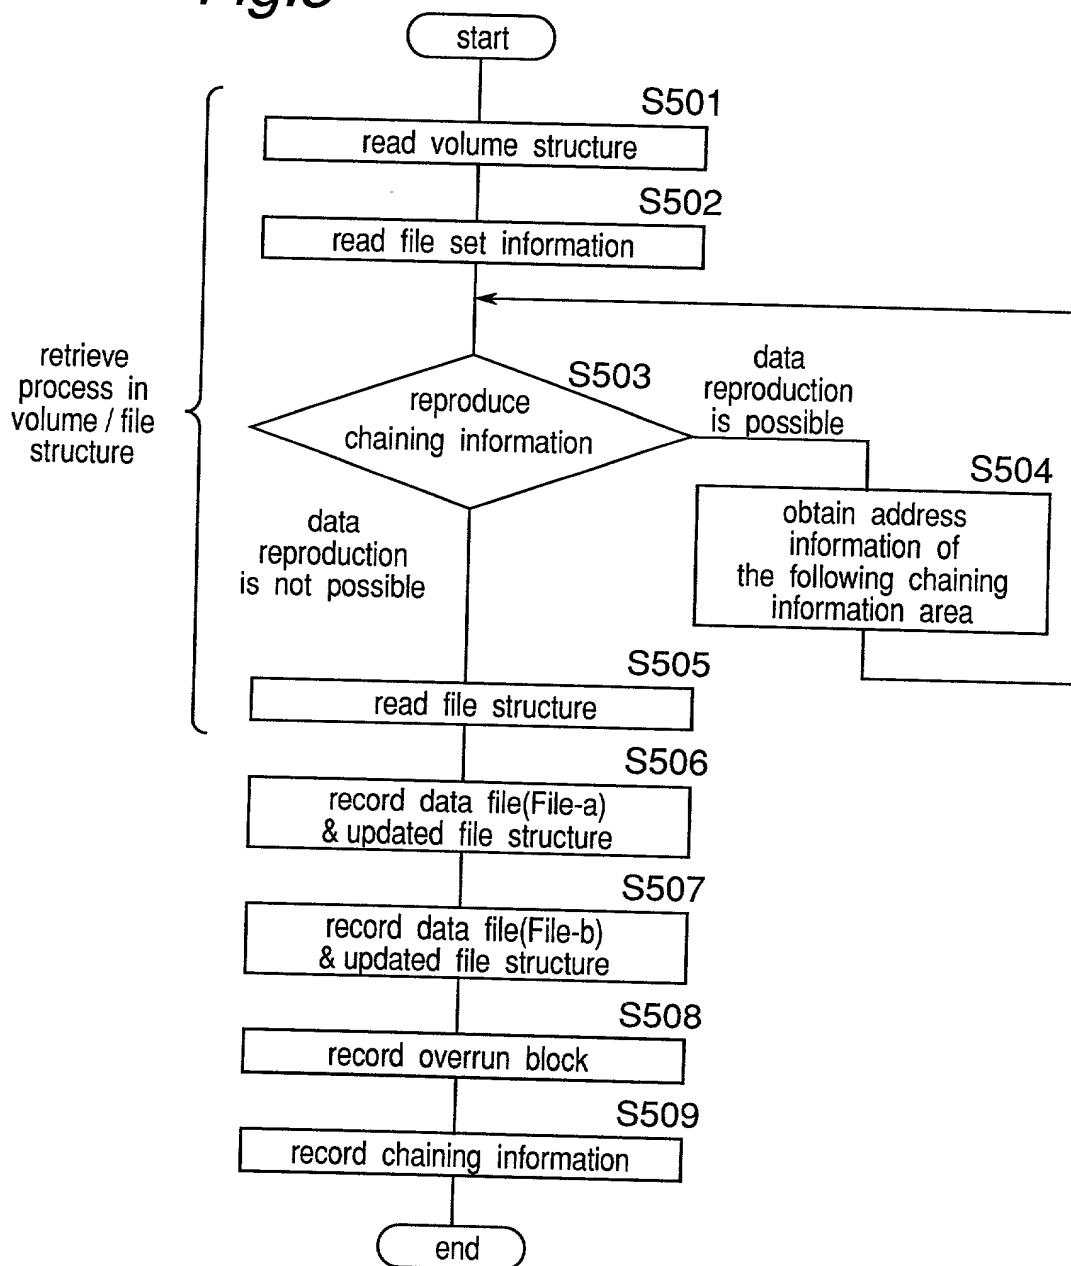 start
S501
read volume structure
S502
read file set information
retrieve
process in
volume / file
structure
S503
reproduce
chaining information
data
reproduction
is possible
S504
obtain address
information of
the following chaining
information area
data
reproduction
is not possible
S505
read file structure
S506
record data file(File-a)
& updated file structure
S507
record data file(File-b)
& updated file structure
S508
record overrun block
S509
record chaining information
end